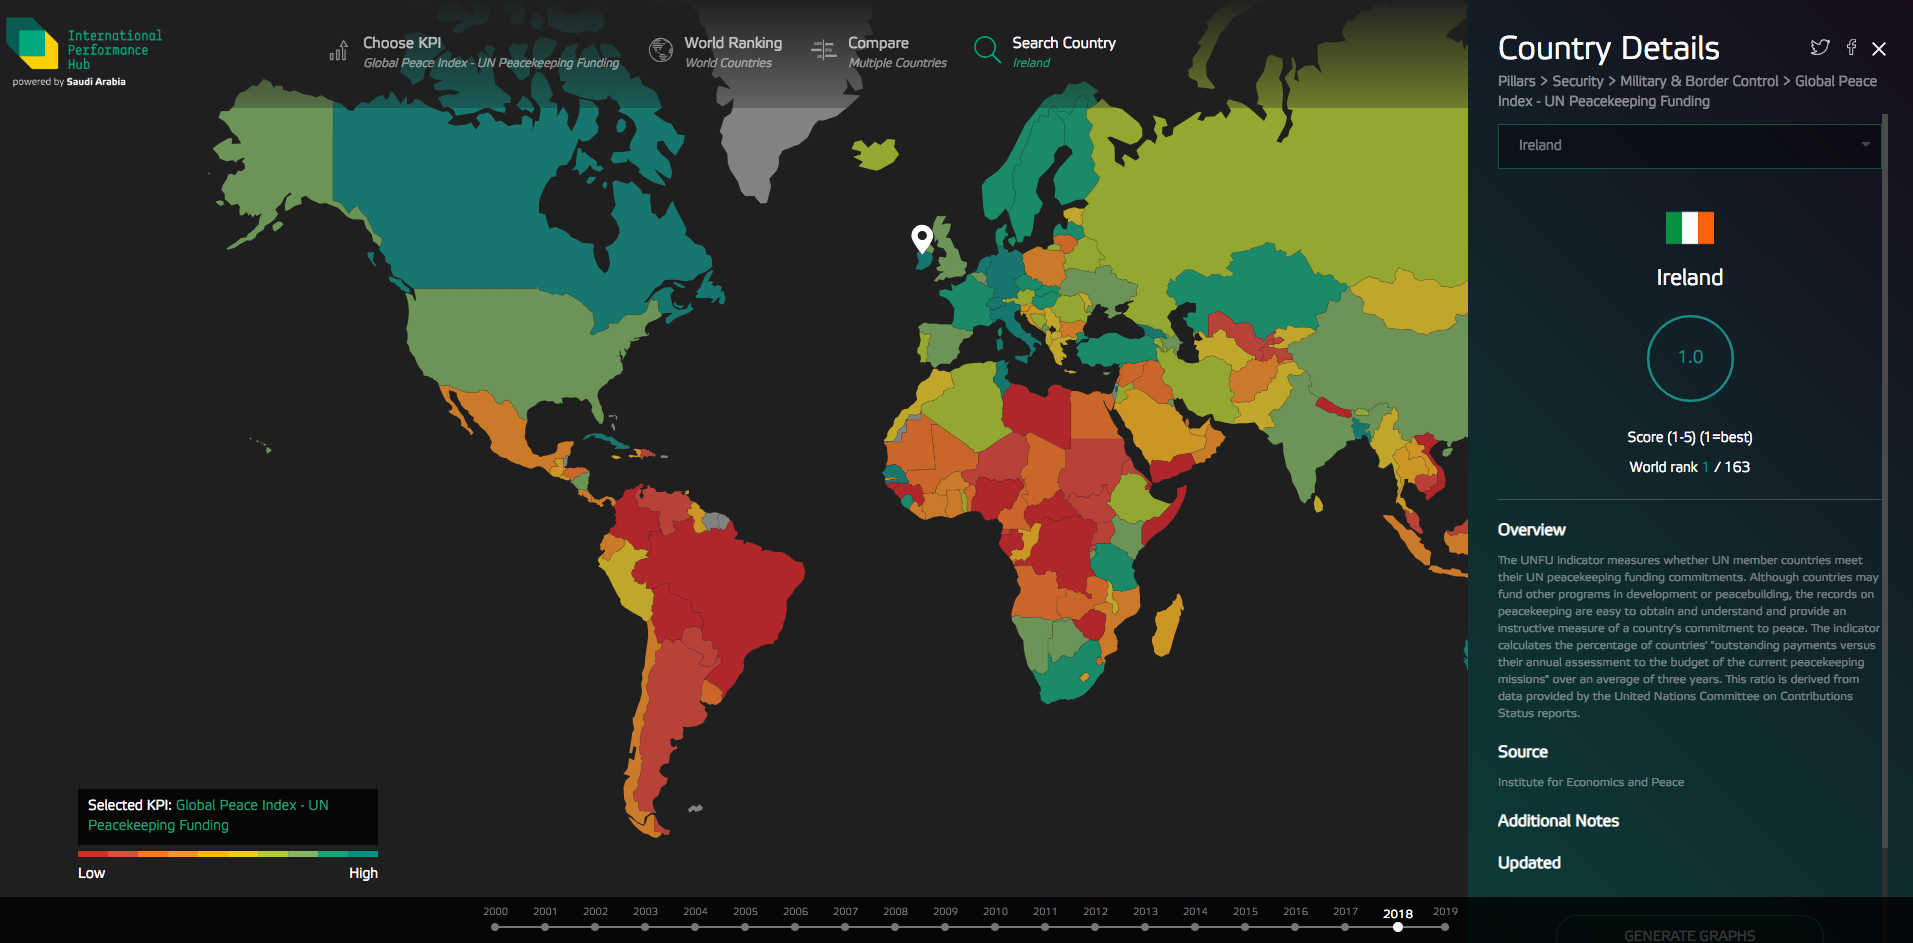 International
Performance
Hub
powered by Saudi Arabia
Choose KPI
Global Peace Index - UN Peacekeeping Funding
World Ranking
World Countries
Compare
Multiple Countries
Search Country
Ireland
Country Details
Pillars > Security > Military & Border Control > Global Peace
Index - UN Peacekeeping Funding
Ireland
Ireland
1.0
Score (1-5) (1=best)
World rank 1 / 163
Overview
The UNFU indicator measures whether UN member countries meet
their UN peacekeeping funding commitments. Although countries may
fund other programs in development or peacebuilding, the records on
peacekeeping are easy to obtain and understand and provide an
instructive measure of a country's commitment to peace. The indicator
calculates the percentage of countries' "outstanding payments versus
their annual assessment to the budget of the current peacekeeping
missions" over an average of three years. This ratio is derived from
data provided by the United Nations Committee on Contributions
Status reports.
Source
Institute for Economics and Peace
Additional Notes
Updated
GENERATE GRAPHS
Selected KPI: Global Peace Index - UN
Peacekeeping Funding
Low High
2000 2001 2002 2003 2004 2005 2006 2007 2008 2009 2010 2011 2012 2013 2014 2015 2016 2017 2018 2019